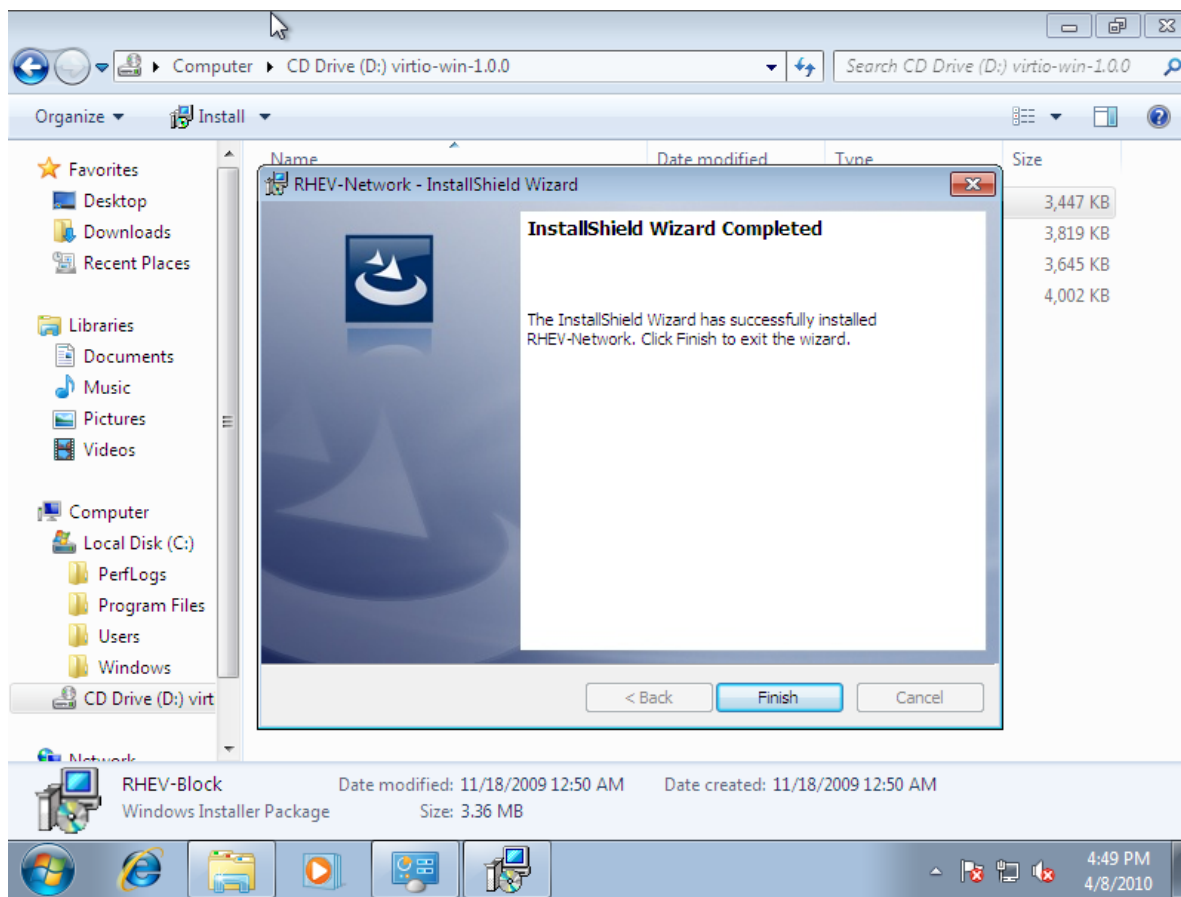 Computer ▸ CD Drive (D:) virtio-win-1.0.0
Search CD Drive (D:) virtio-win-1.0.0
Organize
Install
Favorites
Desktop
Downloads
Recent Places
Libraries
Documents
Music
Pictures
Videos
Computer
Local Disk (C:)
PerfLogs
Program Files
Users
Windows
CD Drive (D:) virt
Network
Name Date modified Type Size
3,447 KB
3,819 KB
3,645 KB
4,002 KB
RHEV-Network - InstallShield Wizard
InstallShield Wizard Completed
The InstallShield Wizard has successfully installed
RHEV-Network. Click Finish to exit the wizard.
< Back Finish Cancel
RHEV-Block Date modified: 11/18/2009 12:50 AM Date created: 11/18/2009 12:50 AM
Windows Installer Package Size: 3.36 MB
4:49 PM
4/8/2010